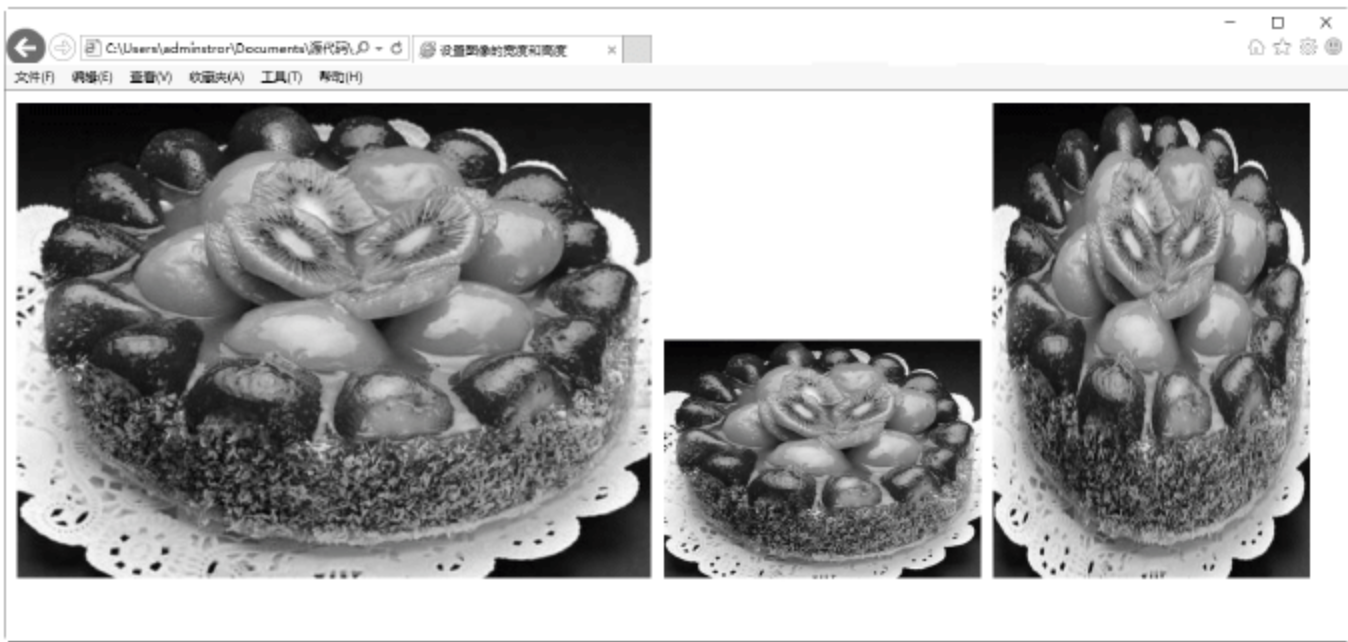 C:\Users\adminstror\Documents\源代码\
设置图像的宽度和高度
文件(F) 编辑(E) 查看(V) 收藏夹(A) 工具(T) 帮助(H)